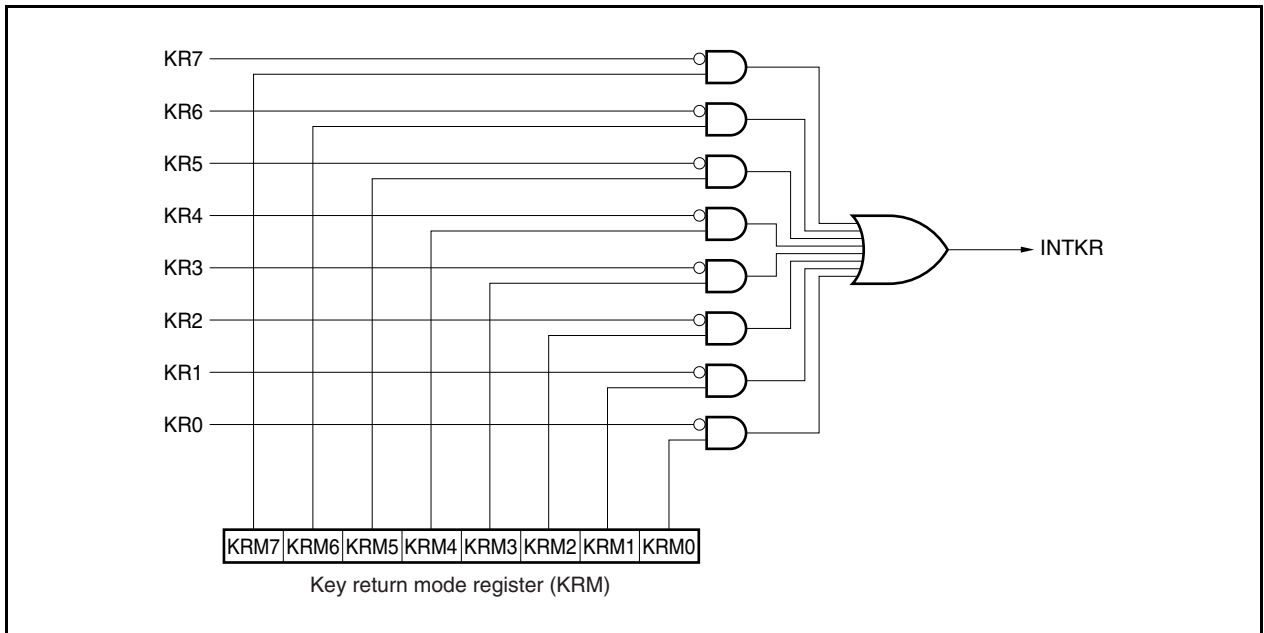 KR7
KR6
KR5
KR4
KR3
KR2
KR1
KR0
INTKR
KRM7 KRM6 KRM5 KRM4 KRM3 KRM2 KRM1 KRM0
Key return mode register (KRM)